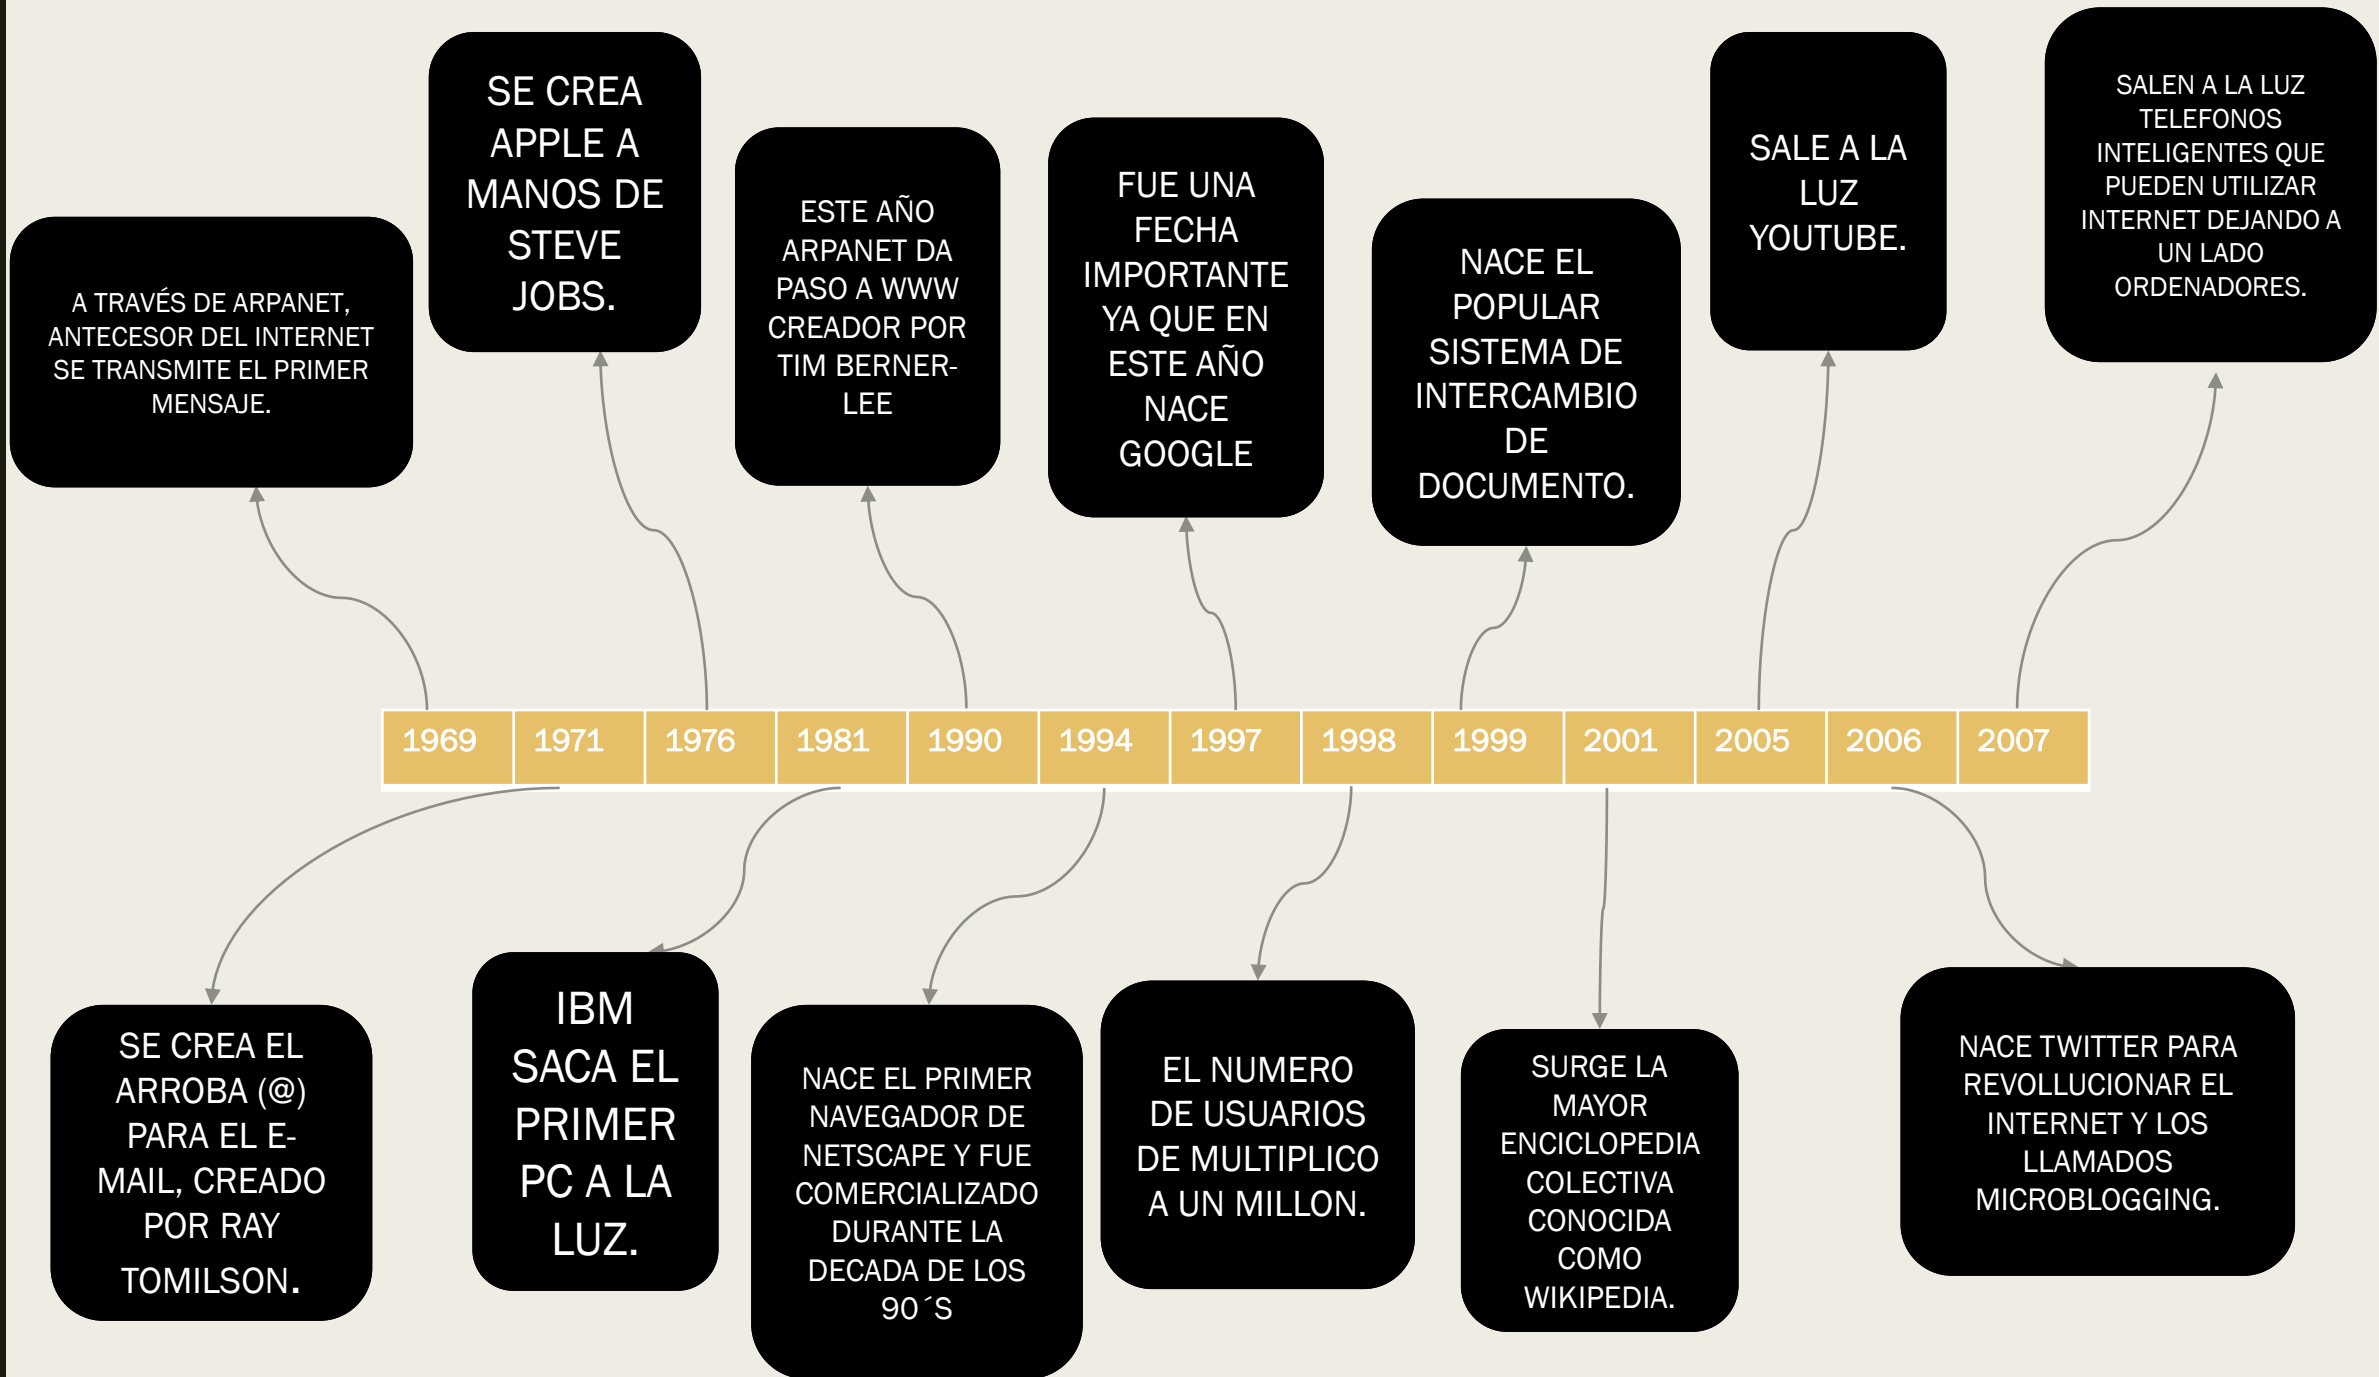 A TRAVÉS DE ARPANET,
ANTECESOR DEL INTERNET
SE TRANSMITE EL PRIMER
MENSAJE.
SE CREA
APPLE A
MANOS DE
STEVE
JOBS.
ESTE AÑO
ARPANET DA
PASO A WWW
CREADOR POR
TIM BERNER-
LEE
FUE UNA
FECHA
IMPORTANTE
YA QUE EN
ESTE AÑO
NACE
GOOGLE
NACE EL
POPULAR
SISTEMA DE
INTERCAMBIO
DE
DOCUMENTO.
SALE A LA
LUZ
YOUTUBE.
SALEN A LA LUZ
TELEFONOS
INTELIGENTES QUE
PUEDEN UTILIZAR
INTERNET DEJANDO A
UN LADO
ORDENADORES.
1969 1971 1976 1981 1990 1994 1997 1998 1999 2001 2005 2006 2007
SE CREA EL
ARROBA (@)
PARA EL E-
MAIL, CREADO
POR RAY
TOMILSON.
IBM
SACA EL
PRIMER
PC A LA
LUZ.
NACE EL PRIMER
NAVEGADOR DE
NETSCAPE Y FUE
COMERCIALIZADO
DURANTE LA
DECADA DE LOS
90´S
EL NUMERO
DE USUARIOS
DE MULTIPLICO
A UN MILLON.
SURGE LA
MAYOR
ENCICLOPEDIA
COLECTIVA
CONOCIDA
COMO
WIKIPEDIA.
NACE TWITTER PARA
REVOLLUCIONAR EL
INTERNET Y LOS
LLAMADOS
MICROBLOGGING.